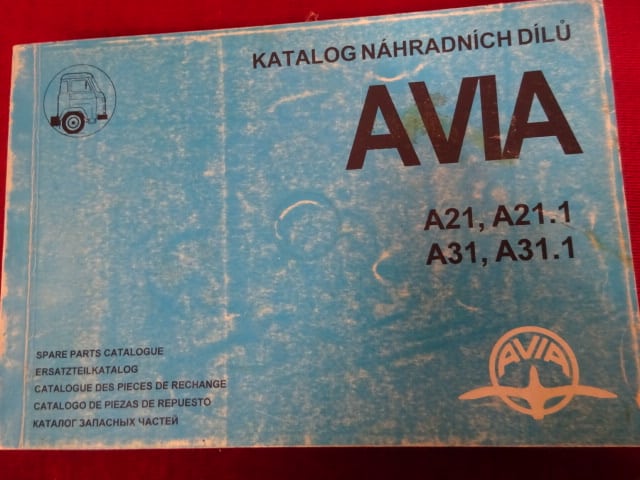 KATALOG NÁHRADNÍCH DÍLŮ
AVIA
A21, A21.1
A31, A31.1
SPARE PARTS CATALOGUE
ERSATZTEILKATALOG
CATALOGUE DES PIECES DE RECHANGE
CATALOGO DE PIEZAS DE REPUESTO
КАТАЛОГ ЗАПАСНЫХ ЧАСТЕЙ
AVIA